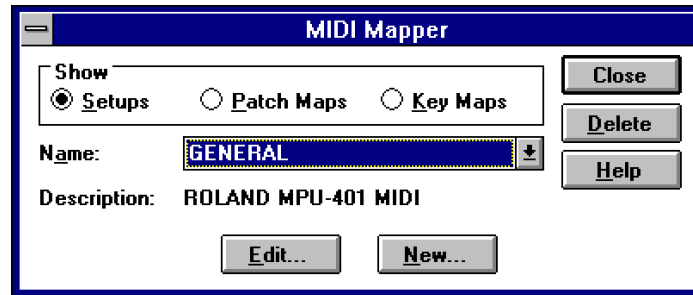 MIDI Mapper
Show
Setups Patch Maps Key Maps
Name: GENERAL
Description: ROLAND MPU-401 MIDI
Edit... New...
Close
Delete
Help